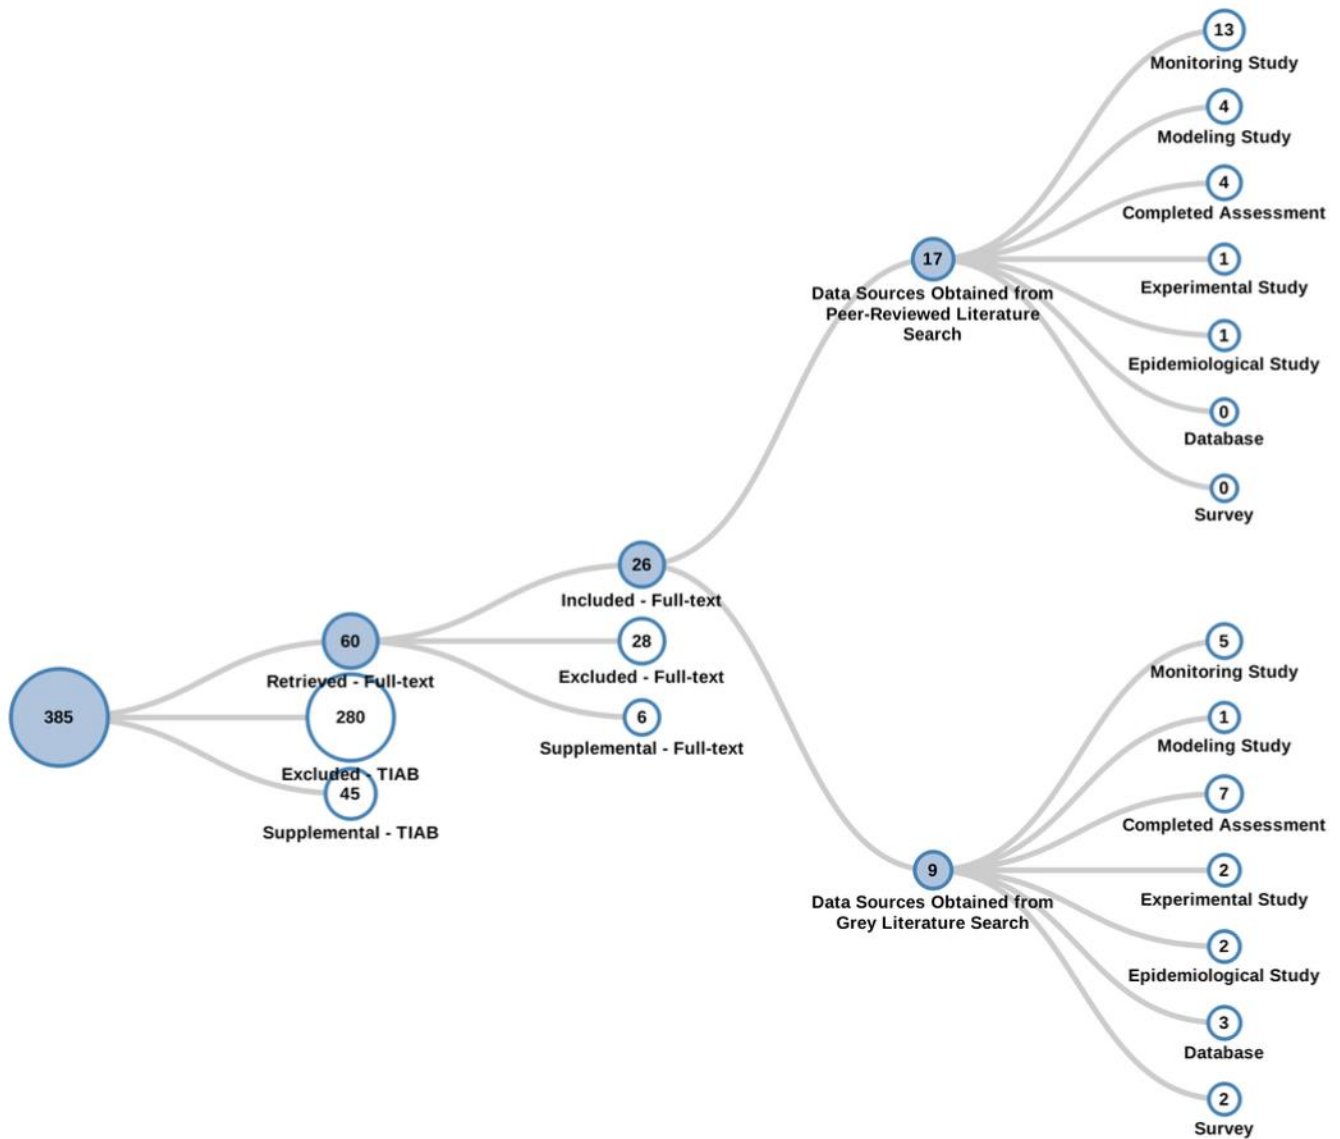 385
60
Retrieved - Full-text
280
Excluded - TIAB
45
Supplemental - TIAB
26
Included - Full-text
28
Excluded - Full-text
6
Supplemental - Full-text
17
Data Sources Obtained from
Peer-Reviewed Literature
Search
13
Monitoring Study
4
Modeling Study
4
Completed Assessment
1
Experimental Study
1
Epidemiological Study
0
Database
0
Survey
9
Data Sources Obtained from
Grey Literature Search
5
Monitoring Study
1
Modeling Study
7
Completed Assessment
2
Experimental Study
2
Epidemiological Study
3
Database
2
Survey